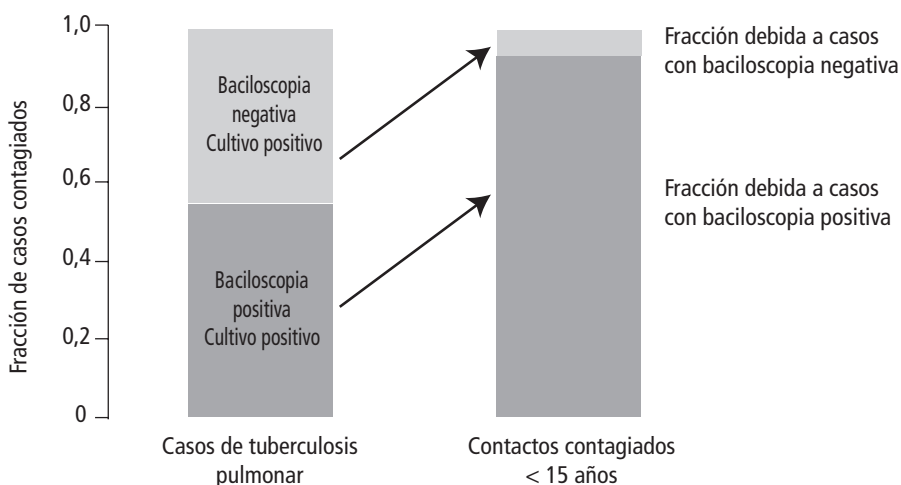 Fracción de casos contagiados
1,0
0,8
0,6
0,4
0,2
0
Baciloscopia
negativa
Cultivo positivo
Baciloscopia
positiva
Cultivo positivo
Fracción debida a casos
con baciloscopia negativa
Fracción debida a casos
con baciloscopia positiva
Casos de tuberculosis
pulmonar
Contactos contagiados
< 15 años